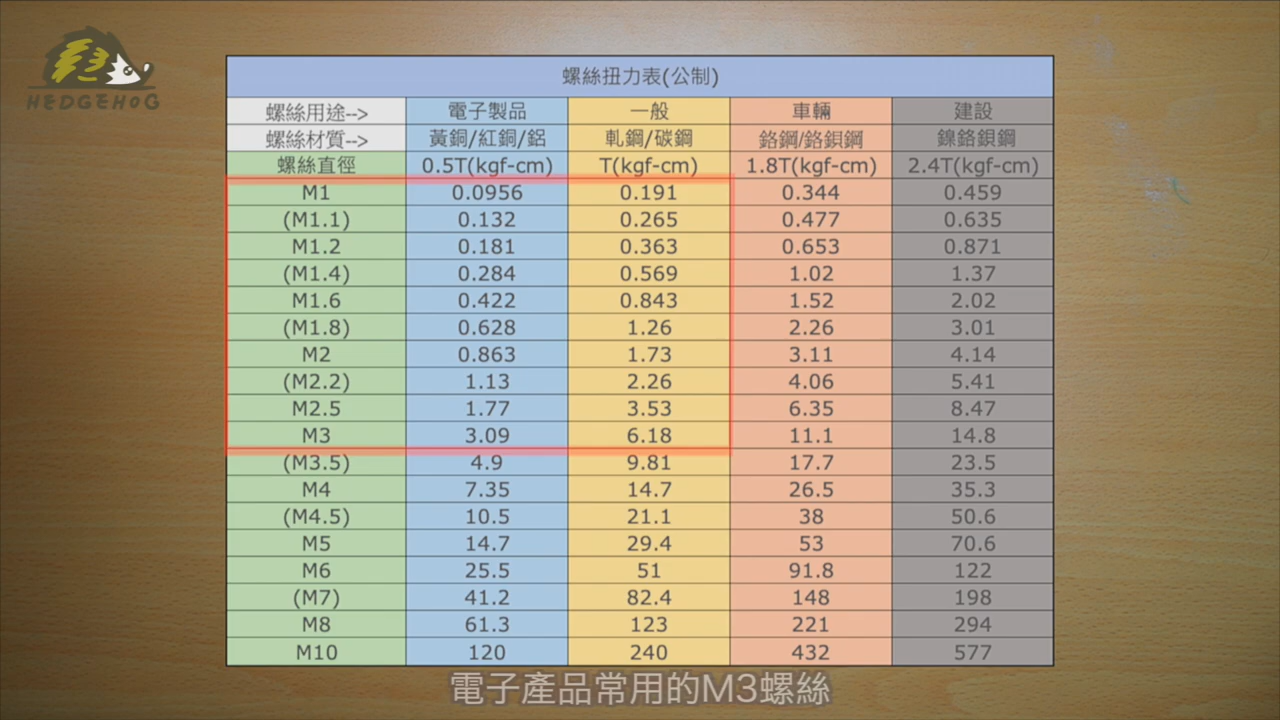 HEDGEHOG
螺絲扭力表(公制)
螺絲用途--> 電子製品 一般 車輛 建設
螺絲材質--> 黃銅/紅銅/鋁 軋鋼/碳鋼 鉻鋼/鉻鉬鋼 鎳鉻鉬鋼
螺絲直徑 0.5T(kgf-cm) T(kgf-cm) 1.8T(kgf-cm) 2.4T(kgf-cm)
M1 0.0956 0.191 0.344 0.459
(M1.1) 0.132 0.265 0.477 0.635
M1.2 0.181 0.363 0.653 0.871
(M1.4) 0.284 0.569 1.02 1.37
M1.6 0.422 0.843 1.52 2.02
(M1.8) 0.628 1.26 2.26 3.01
M2 0.863 1.73 3.11 4.14
(M2.2) 1.13 2.26 4.06 5.41
M2.5 1.77 3.53 6.35 8.47
M3 3.09 6.18 11.1 14.8
(M3.5) 4.9 9.81 17.7 23.5
M4 7.35 14.7 26.5 35.3
(M4.5) 10.5 21.1 38 50.6
M5 14.7 29.4 53 70.6
M6 25.5 51 91.8 122
(M7) 41.2 82.4 148 198
M8 61.3 123 221 294
M10 120 240 432 577
電子產品常用的M3螺絲